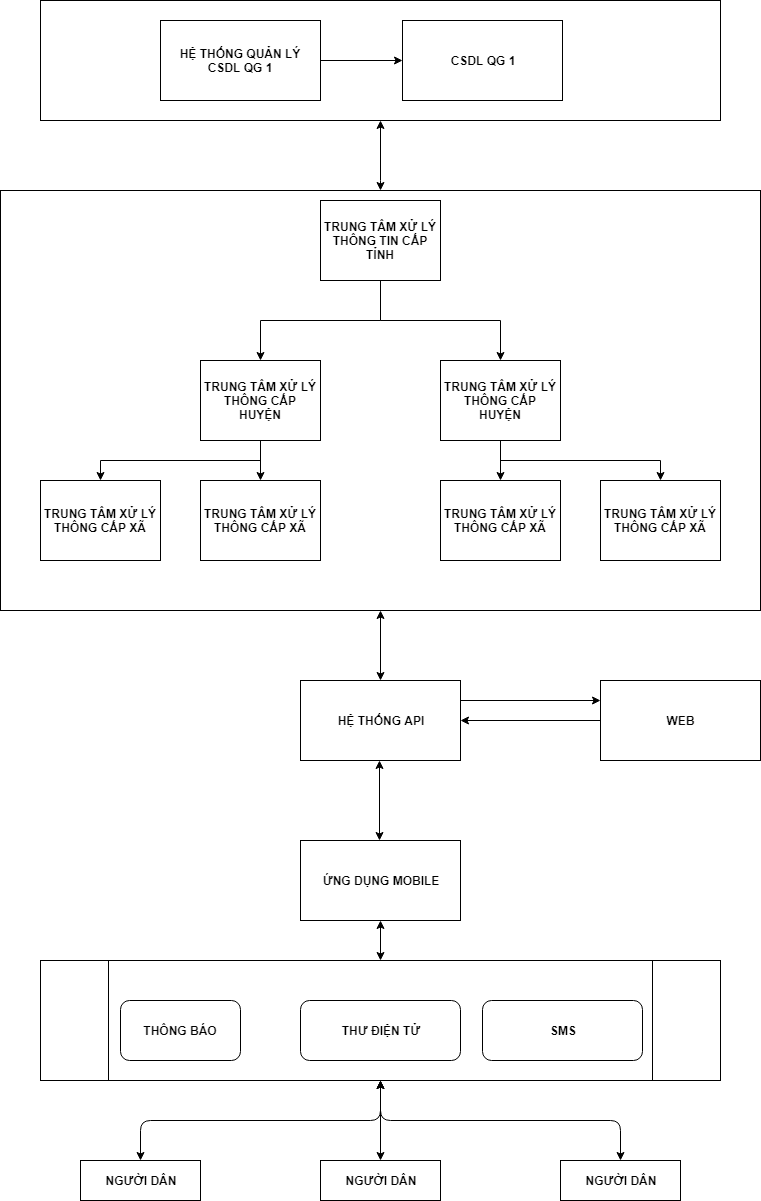 HỆ THỐNG QUẢN LÝ
CSDL QG 1
CSDL QG 1
TRUNG TÂM XỬ LÝ
THÔNG TIN CẤP
TỈNH
TRUNG TÂM XỬ LÝ
THÔNG CẤP
HUYỆN
TRUNG TÂM XỬ LÝ
THÔNG CẤP
HUYỆN
TRUNG TÂM XỬ LÝ
THÔNG CẤP XÃ
TRUNG TÂM XỬ LÝ
THÔNG CẤP XÃ
TRUNG TÂM XỬ LÝ
THÔNG CẤP XÃ
TRUNG TÂM XỬ LÝ
THÔNG CẤP XÃ
HỆ THỐNG API
WEB
ỨNG DỤNG MOBILE
THÔNG BÁO
THƯ ĐIỆN TỬ
SMS
NGƯỜI DÂN
NGƯỜI DÂN
NGƯỜI DÂN